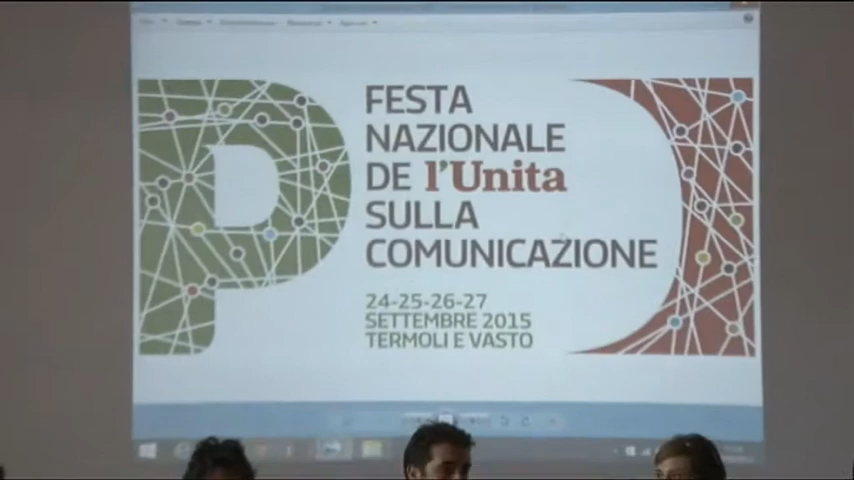 FESTA
NAZIONALE
DE l'Unita
SULLA
COMUNICAZIONE
24-25-26-27
SETTEMBRE 2015
TERMOLI E VASTO